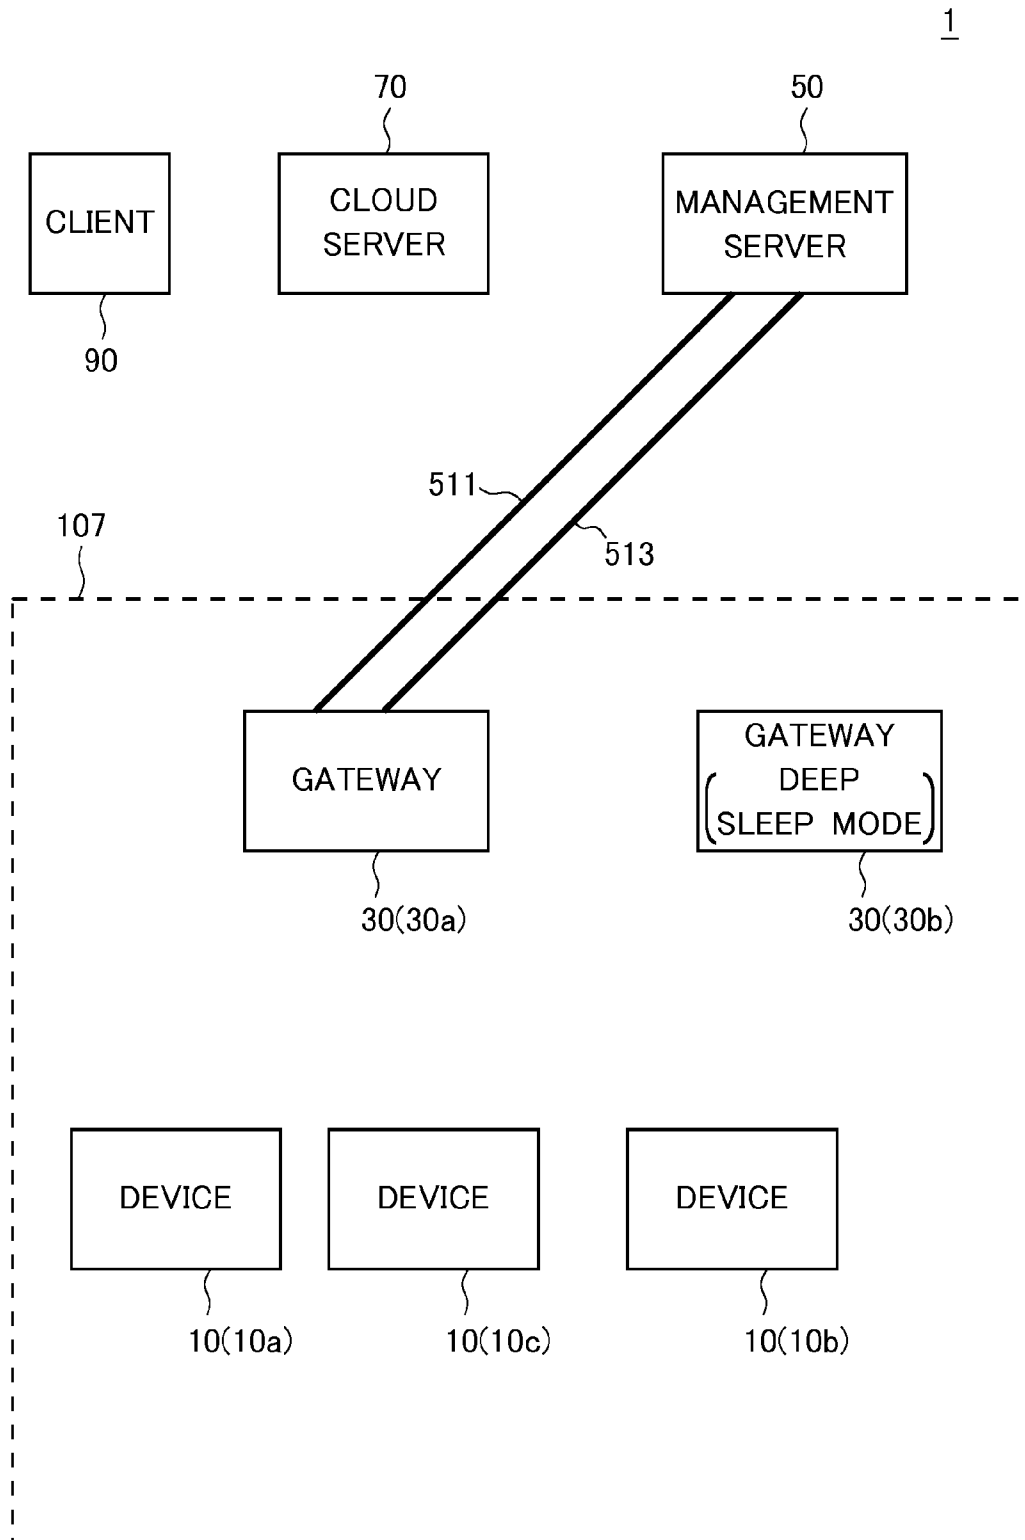 1
70
50
CLIENT
CLOUD
SERVER
MANAGEMENT
SERVER
90
511
513
107
GATEWAY
GATEWAY
DEEP
SLEEP MODE
30(30a)
30(30b)
DEVICE
DEVICE
DEVICE
10(10a)
10(10c)
10(10b)